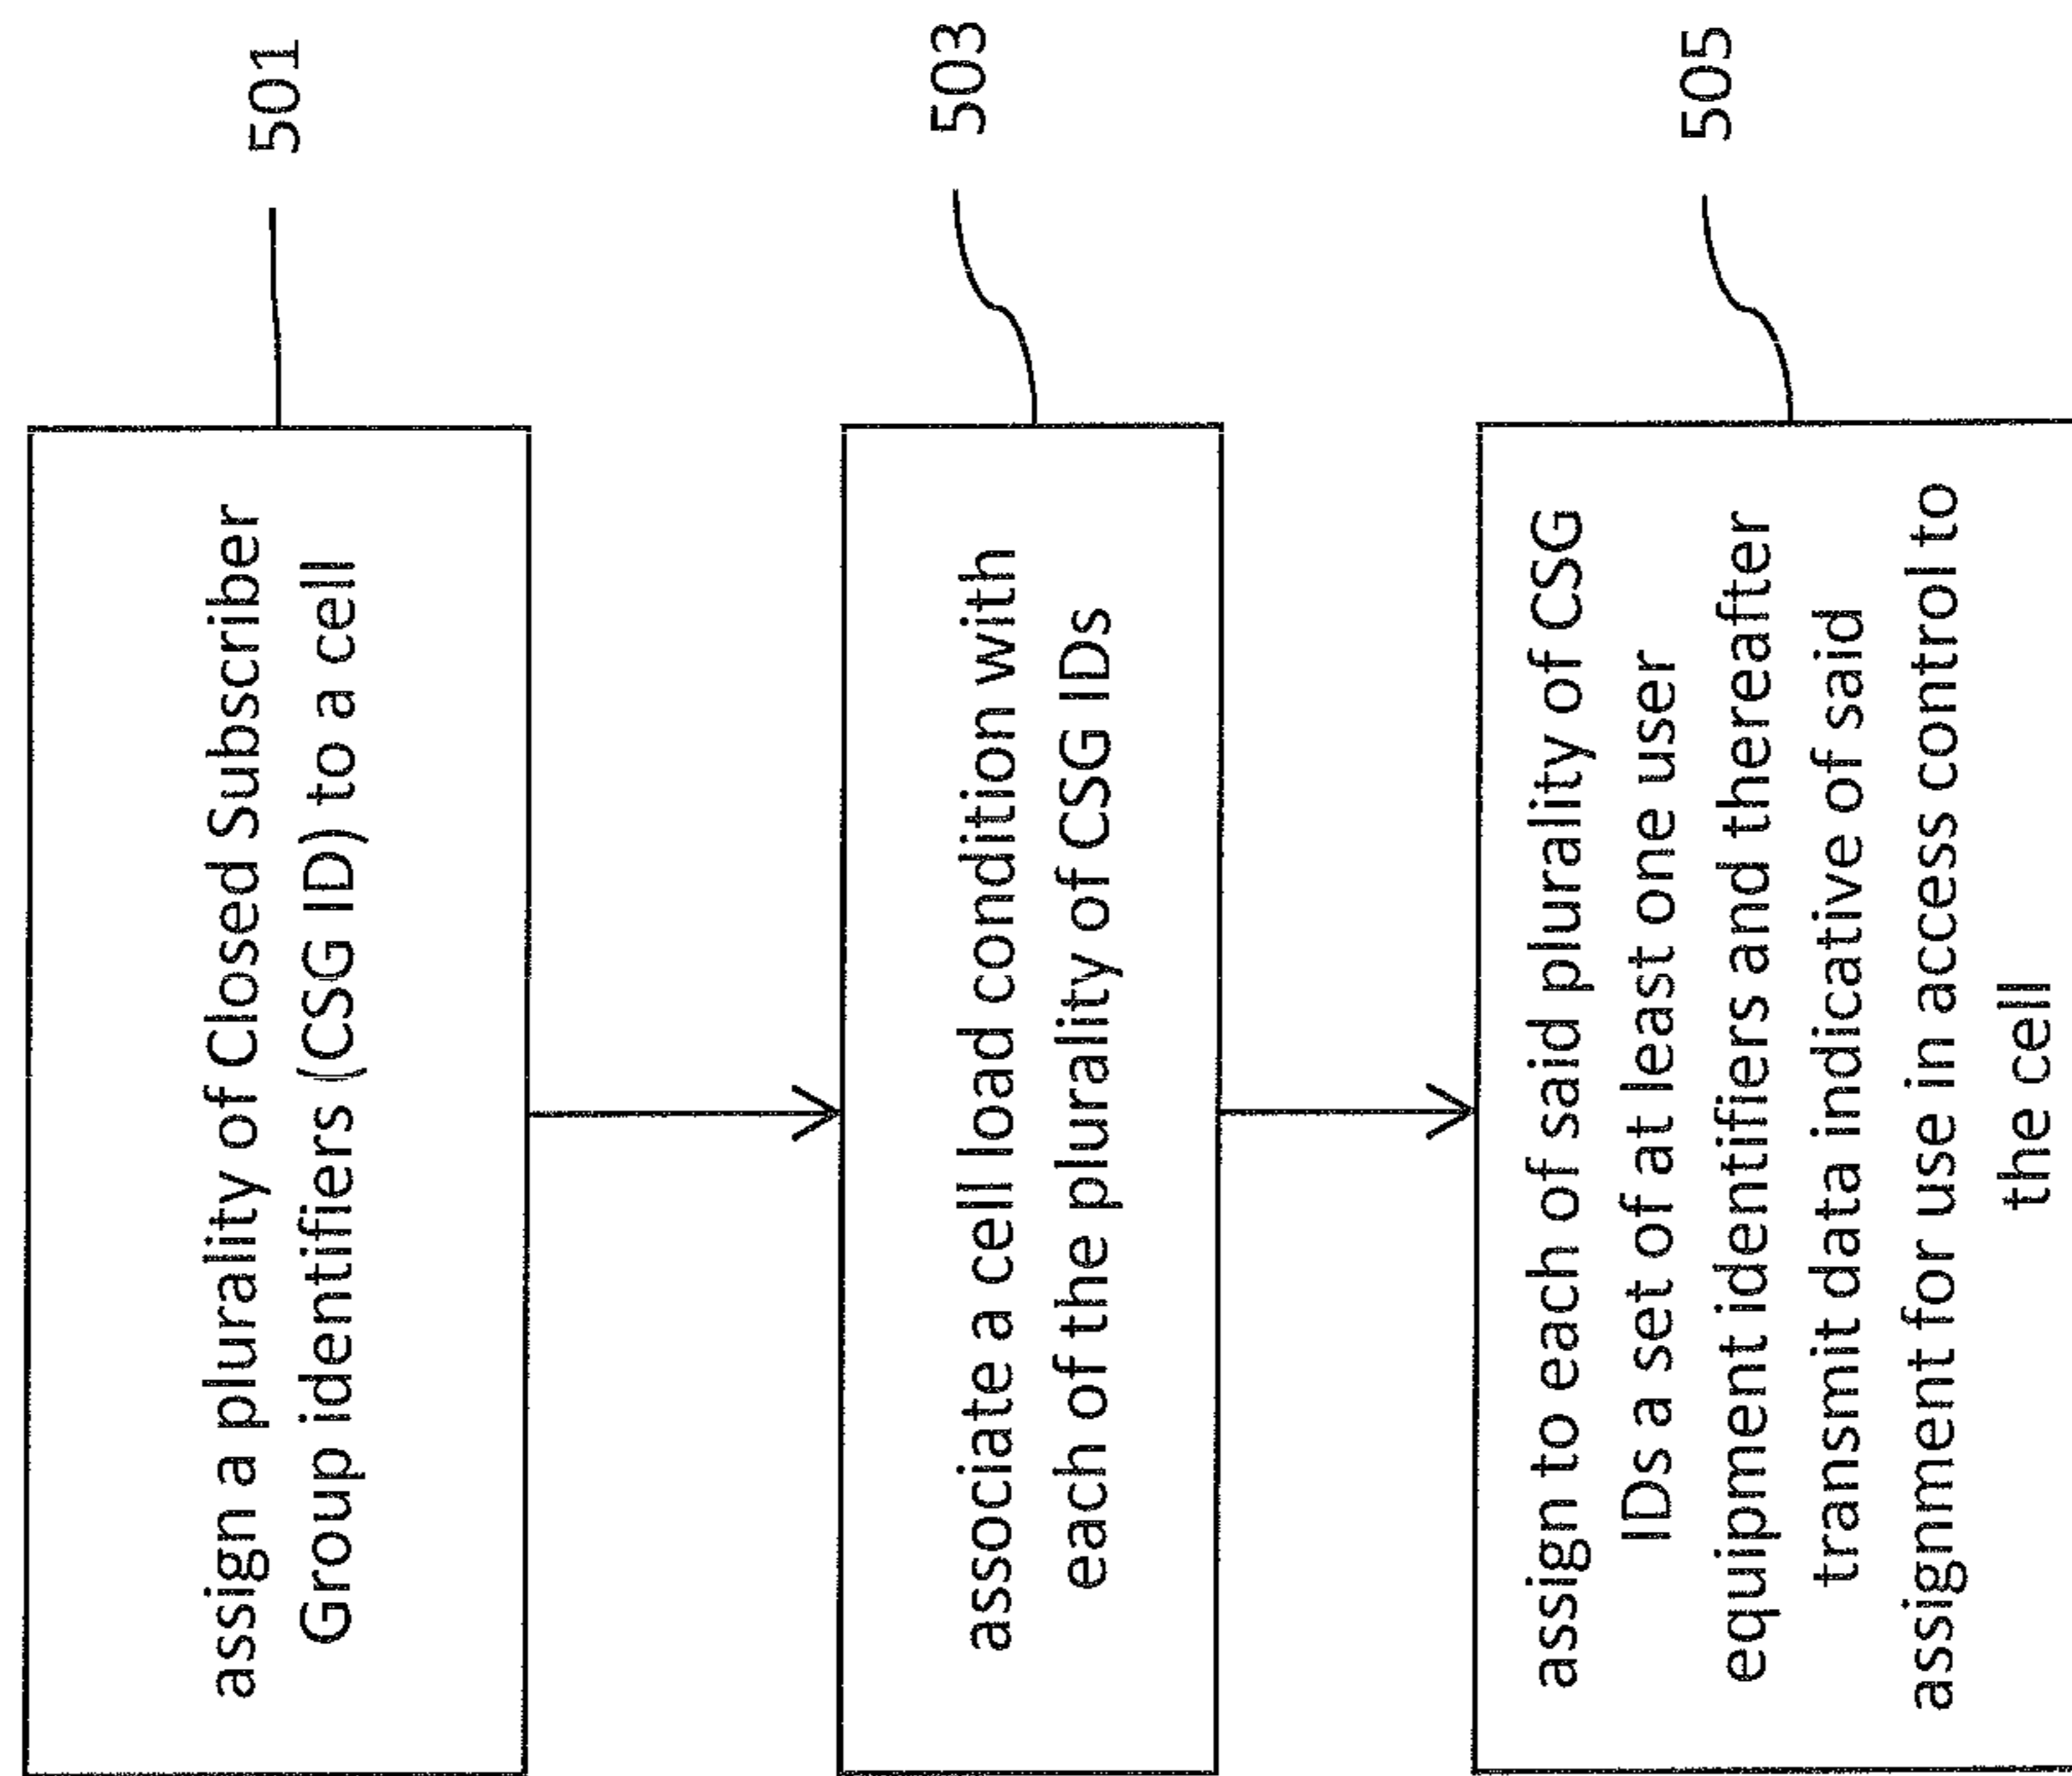 assign a plurality of Closed Subscriber
Group identifiers (CSG ID) to a cell
501
associate a cell load condition with
each of the plurality of CSG IDs
503
assign to each of said plurality of CSG
IDs a set of at least one user
equipment identifiers and thereafter
transmit data indicative of said
assignment for use in access control to
the cell
505